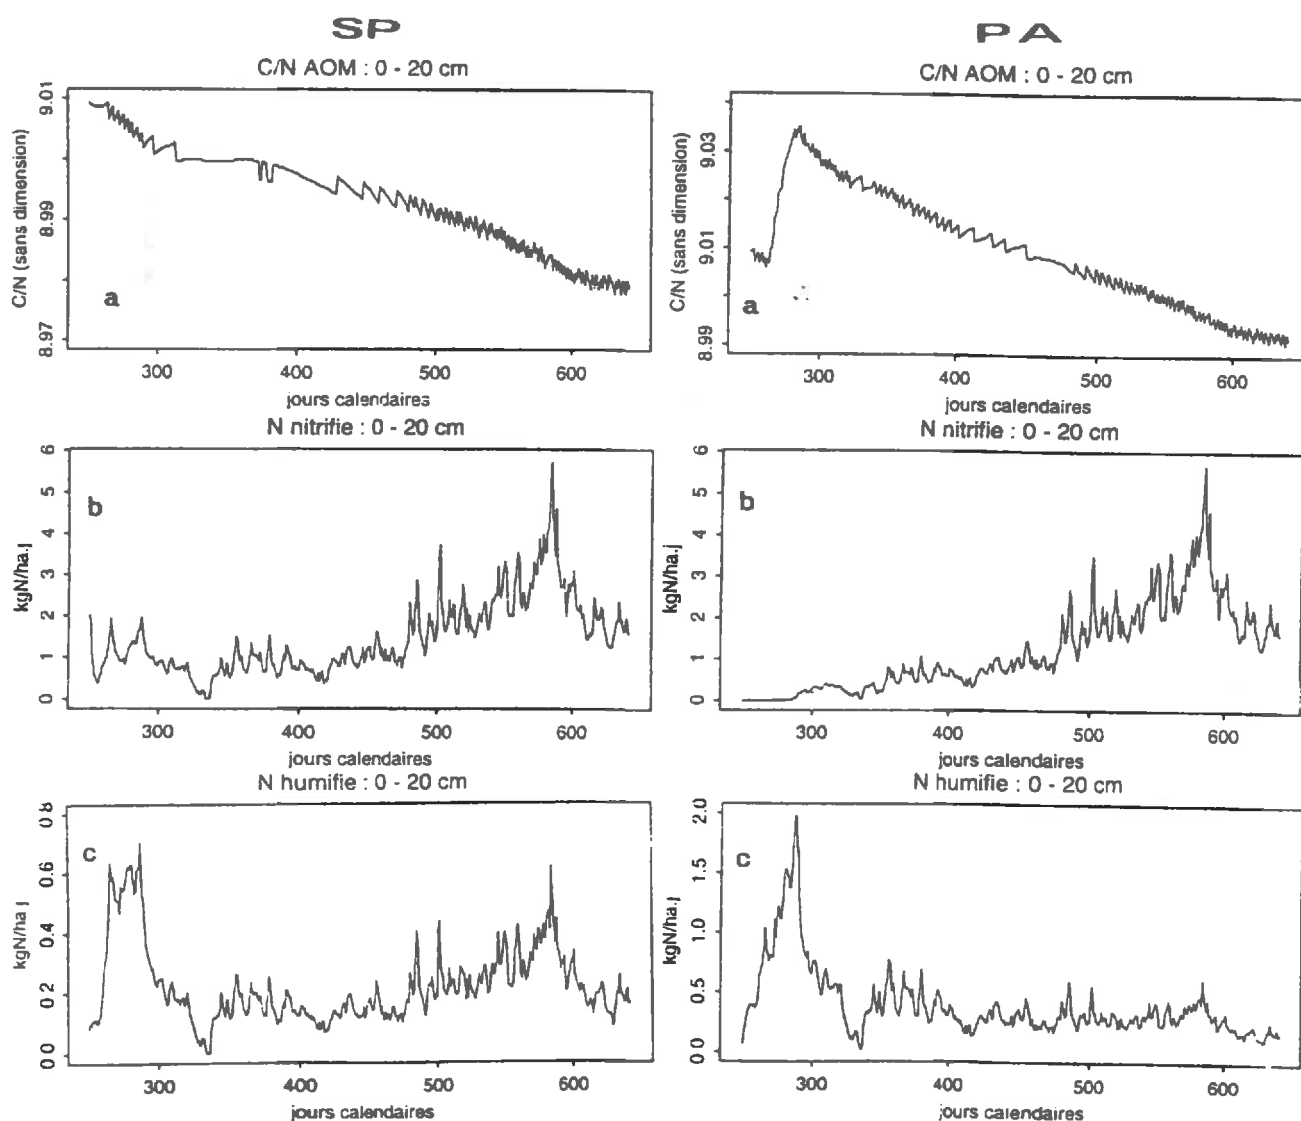 SP
C/N AOM : 0 - 20 cm
C/N (sans dimension)
9.01
8.99
8.97
a
300 400 500 600
jours calendaires
N nitrifie : 0 - 20 cm
kgN/ha.j
6
5
4
3
2
1
0
b
300 400 500 600
jours calendaires
N humifie : 0 - 20 cm
kgN/ha j
0.8
0.6
0.4
0.2
0.0
c
300 400 500 600
jours calendaires
PA
C/N AOM : 0 - 20 cm
C/N (sans dimension)
9.03
9.01
8.99
a
300 400 500 600
jours calendaires
N nitrifie : 0 - 20 cm
kgN/ha.j
6
5
4
3
2
1
0
b
300 400 500 600
jours calendaires
N humifie : 0 - 20 cm
kgN/ha.j
2.0
1.5
1.0
0.5
0.0
c
300 400 500 600
jours calendaires